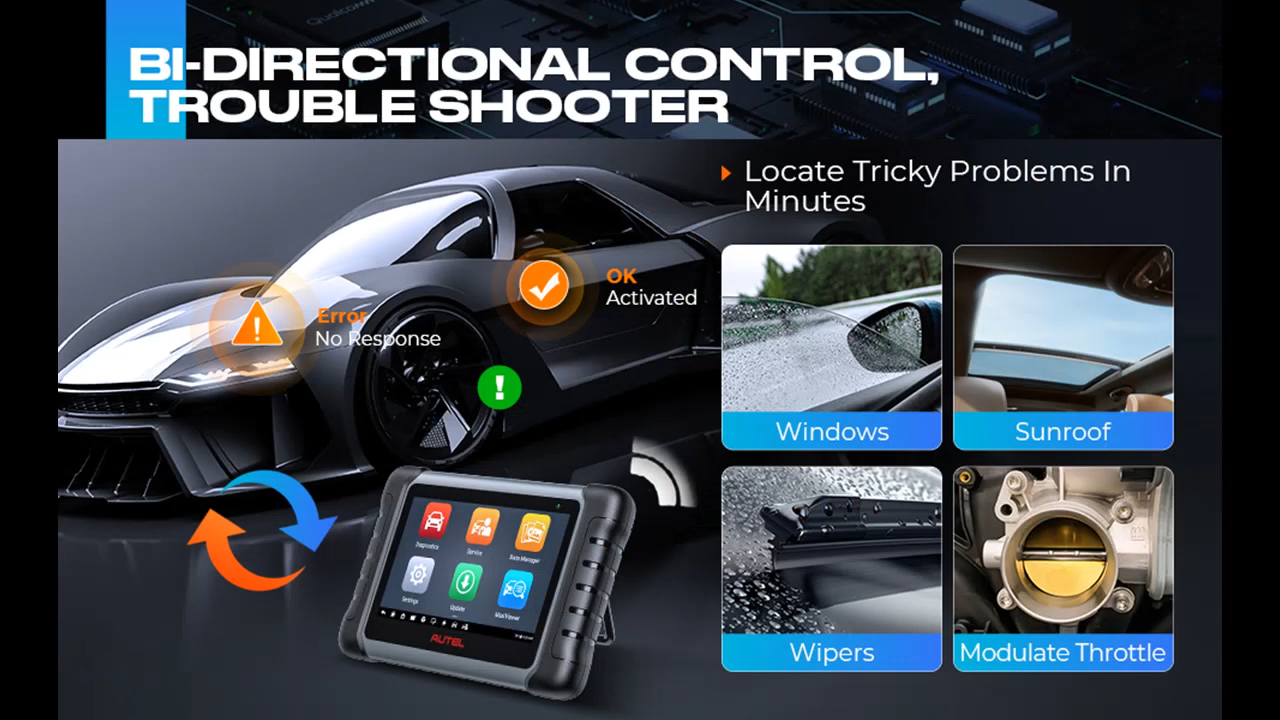 Qualcomm
BI-DIRECTIONAL CONTROL,
TROUBLE SHOOTER
Locate Tricky Problems In
Minutes
OK
Activated
Error
No Response
Windows
Sunroof
Diagnostics
Service
Data Manager
Settings
Update
MaxiViewer
AUTEL
Wipers
Modulate Throttle